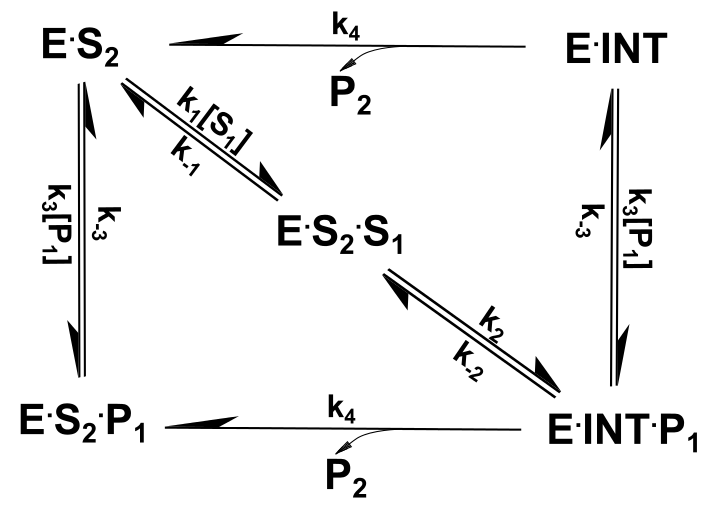 k₄
E·S₂
E·INT
P₂
k₁[S₁]
k₋₁
k₃[P₁]
k₋₃
k₋₃
k₃[P₁]
E·S₂·S₁
k₂
k₋₂
k₄
E·S₂·P₁
E·INT·P₁
P₂